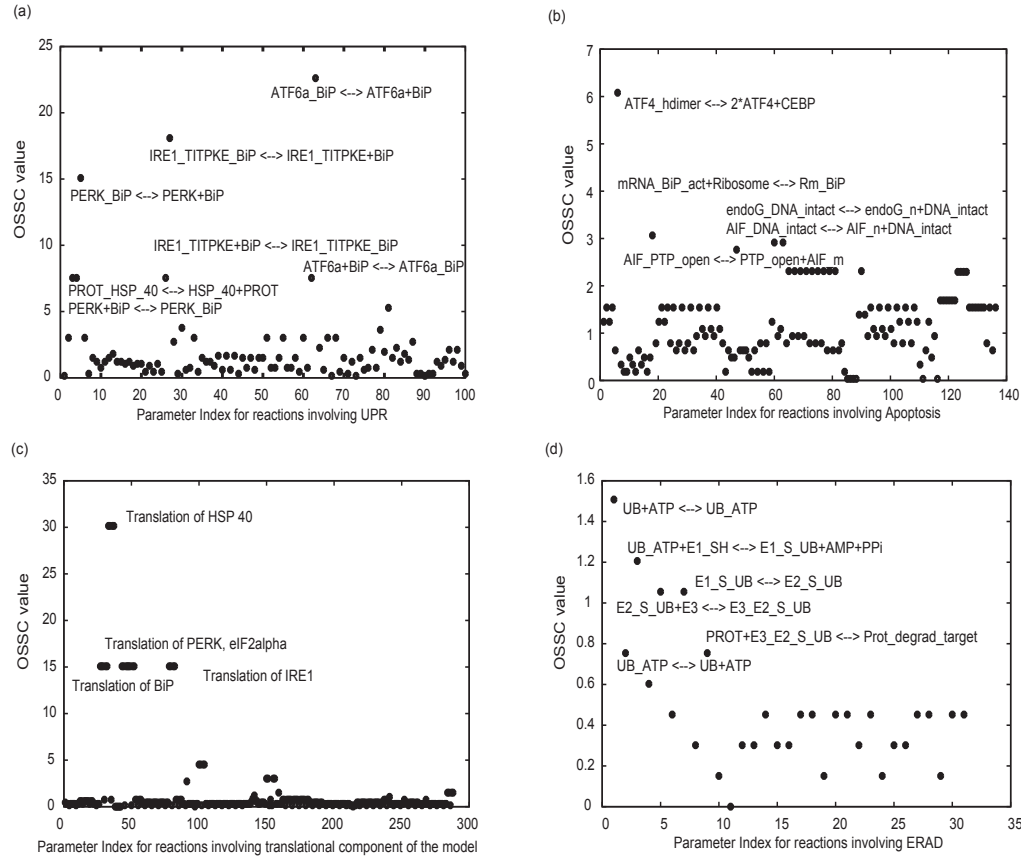 (a)
25
20
15
10
5
0
OSSC value
ATF6a_BiP <--> ATF6a+BiP
IRE1_TITPKE_BiP <--> IRE1_TITPKE+BiP
PERK_BiP <--> PERK+BiP
IRE1_TITPKE+BiP <--> IRE1_TITPKE_BiP
ATF6a+BiP <--> ATF6a_BiP
PROT_HSP_40 <--> HSP_40+PROT
PERK+BiP <--> PERK_BiP
0 10 20 30 40 50 60 70 80 90 100
Parameter Index for reactions involving UPR
(b)
7
6
5
4
3
2
1
0
OSSC value
ATF4_hdimer <--> 2*ATF4+CEBP
mRNA_BiP_act+Ribosome <--> Rm_BiP
endoG_DNA_intact <--> endoG_n+DNA_intact
AIF_DNA_intact <--> AIF_n+DNA_intact
AIF_PTP_open <--> PTP_open+AIF_m
0 20 40 60 80 100 120 140
Parameter Index for reactions involving Apoptosis
(c)
35
30
25
20
15
10
5
0
OSSC value
Translation of HSP 40
Translation of PERK, eIF2alpha
Translation of BiP
Translation of IRE1
0 50 100 150 200 250 300
Parameter Index for reactions involving translational component of the model
(d)
1.6
1.4
1.2
1
0.8
0.6
0.4
0.2
0
OSSC value
UB+ATP <--> UB_ATP
UB_ATP+E1_SH <--> E1_S_UB+AMP+PPi
E1_S_UB <--> E2_S_UB
E2_S_UB+E3 <--> E3_E2_S_UB
PROT+E3_E2_S_UB <--> Prot_degrad_target
UB_ATP <--> UB+ATP
0 5 10 15 20 25 30 35
Parameter Index for reactions involving ERAD